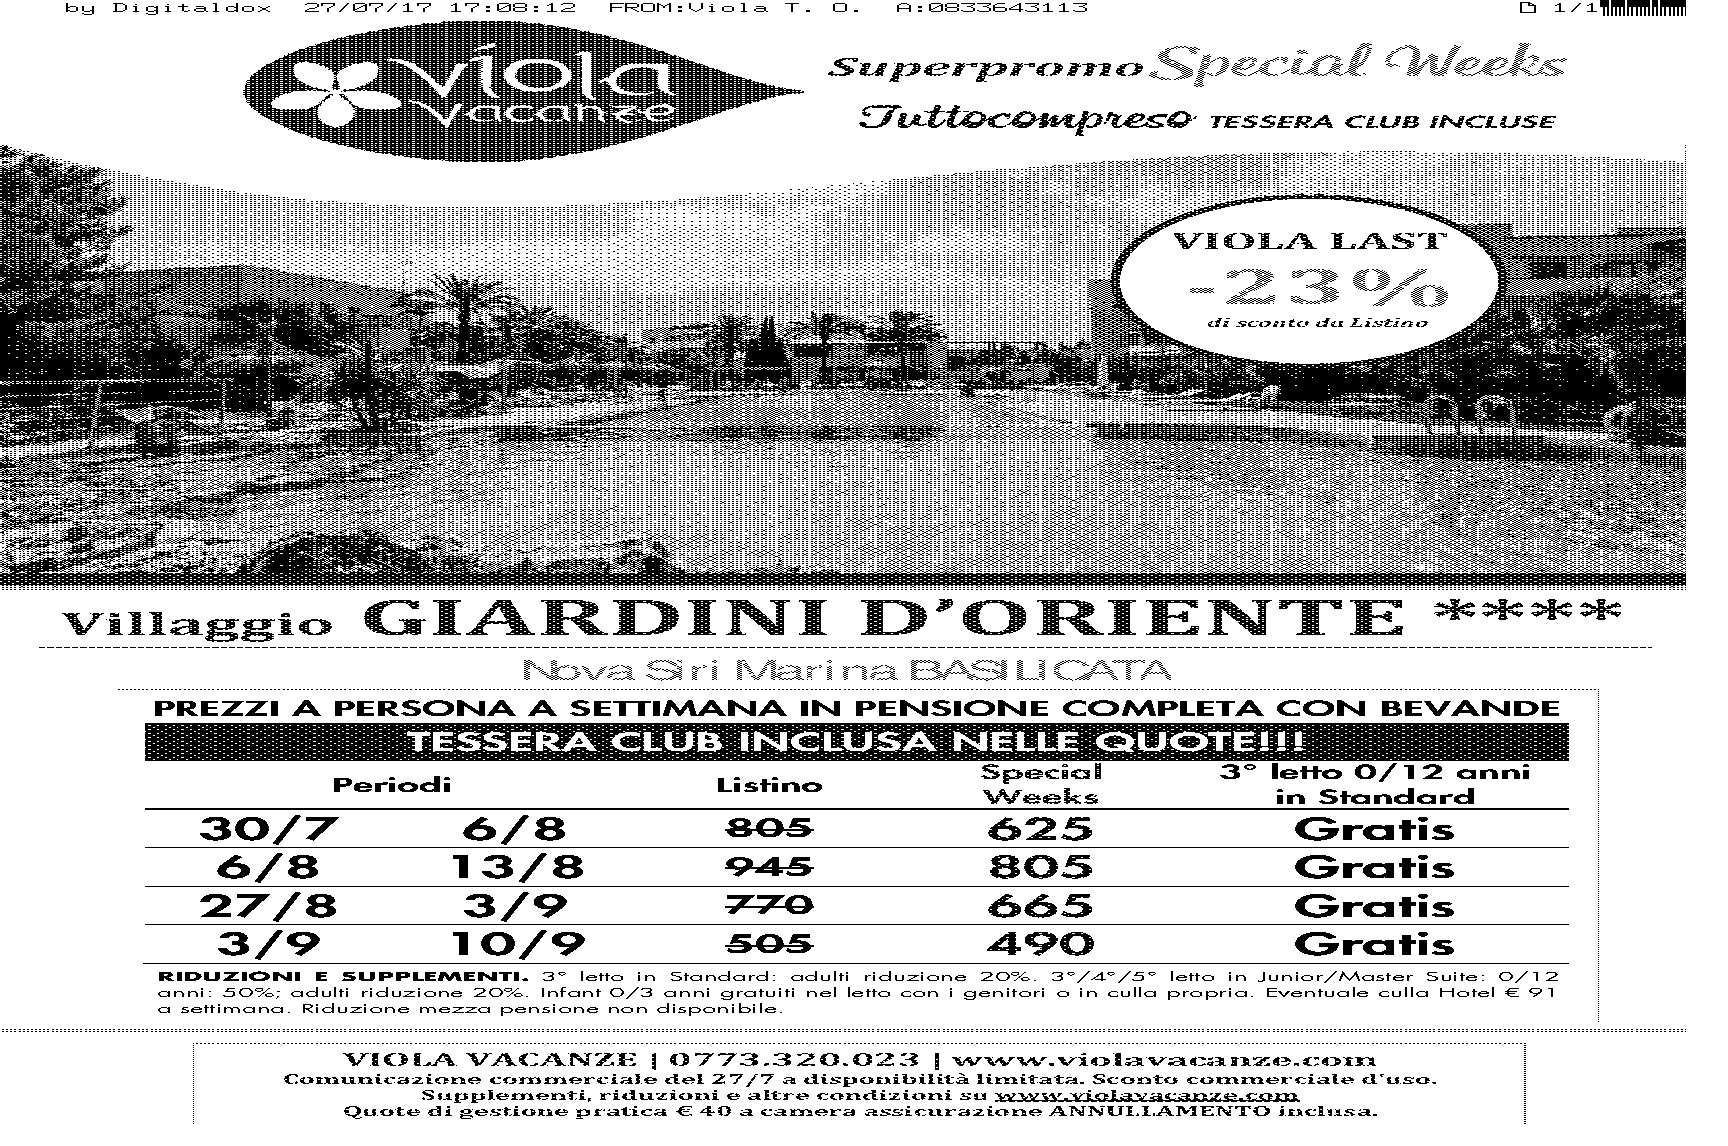 by Digitaldox 27/07/17 17:08:12 FROM:Viola T. O. A:0833643113 1/1
viola
vacanze
Superpromo Special Weeks
Tuttocompreso TESSERA CLUB INCLUSE
VIOLA LAST
-23%
di sconto da Listino
Villaggio GIARDINI D'ORIENTE ****
Nova Siri Marina BASILICATA
PREZZI A PERSONA A SETTIMANA IN PENSIONE COMPLETA CON BEVANDE
TESSERA CLUB INCLUSA NELLE QUOTE!!!
Periodi Listino Special Weeks 3° letto 0/12 anni in Standard
30/7 6/8 805 625 Gratis
6/8 13/8 945 805 Gratis
27/8 3/9 770 665 Gratis
3/9 10/9 505 490 Gratis
RIDUZIONI E SUPPLEMENTI. 3° letto in Standard: adulti riduzione 20%. 3°/4°/5° letto in Junior/Master Suite: 0/12
anni: 50%; adulti riduzione 20%. Infant 0/3 anni gratuiti nel letto con i genitori o in culla propria. Eventuale culla Hotel € 91
a settimana. Riduzione mezza pensione non disponibile.
VIOLA VACANZE | 0773.320.023 | www.violavacanze.com
Comunicazione commerciale del 27/7 a disponibilità limitata. Sconto commerciale d'uso.
Supplementi, riduzioni e altre condizioni su www.violavacanze.com
Quote di gestione pratica € 40 a camera assicurazione ANNULLAMENTO inclusa.